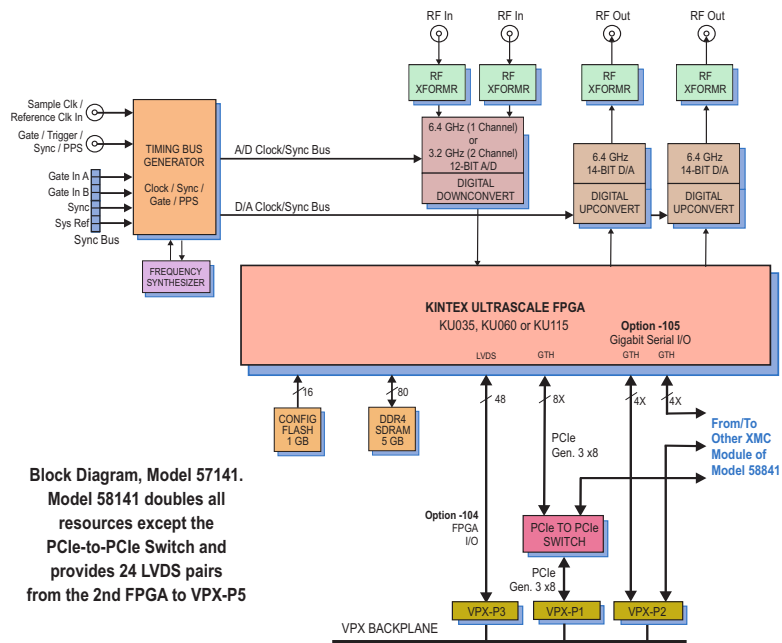 RF In
RF In
RF Out
RF Out
RF
XFORMR
RF
XFORMR
RF
XFORMR
RF
XFORMR
Sample Clk /
Reference Clk In
Gate / Trigger /
Sync / PPS
Gate In A
Gate In B
Sync
Sys Ref
Sync Bus
TIMING BUS
GENERATOR
Clock / Sync /
Gate / PPS
FREQUENCY
SYNTHESIZER
A/D Clock/Sync Bus
D/A Clock/Sync Bus
6.4 GHz (1 Channel)
or
3.2 GHz (2 Channel)
12-BIT A/D
DIGITAL
DOWNCONVERT
6.4 GHz
14-BIT D/A
DIGITAL
UPCONVERT
6.4 GHz
14-BIT D/A
DIGITAL
UPCONVERT
KINTEX ULTRASCALE FPGA
KU035, KU060 or KU115
Option -105
Gigabit Serial I/O
LVDS
GTH
GTH
GTH
16
80
48
8X
4X
4X
CONFIG
FLASH
1 GB
DDR4
SDRAM
5 GB
PCIe
Gen. 3 x8
From/To
Other XMC
Module of
Model 58841
Block Diagram, Model 57141.
Model 58141 doubles all
resources except the
PCIe-to-PCIe Switch and
provides 24 LVDS pairs
from the 2nd FPGA to VPX-P5
Option -104
FPGA
I/O
PCIe TO PCIe
SWITCH
PCIe
Gen. 3 x8
VPX-P3
VPX-P1
VPX-P2
VPX BACKPLANE